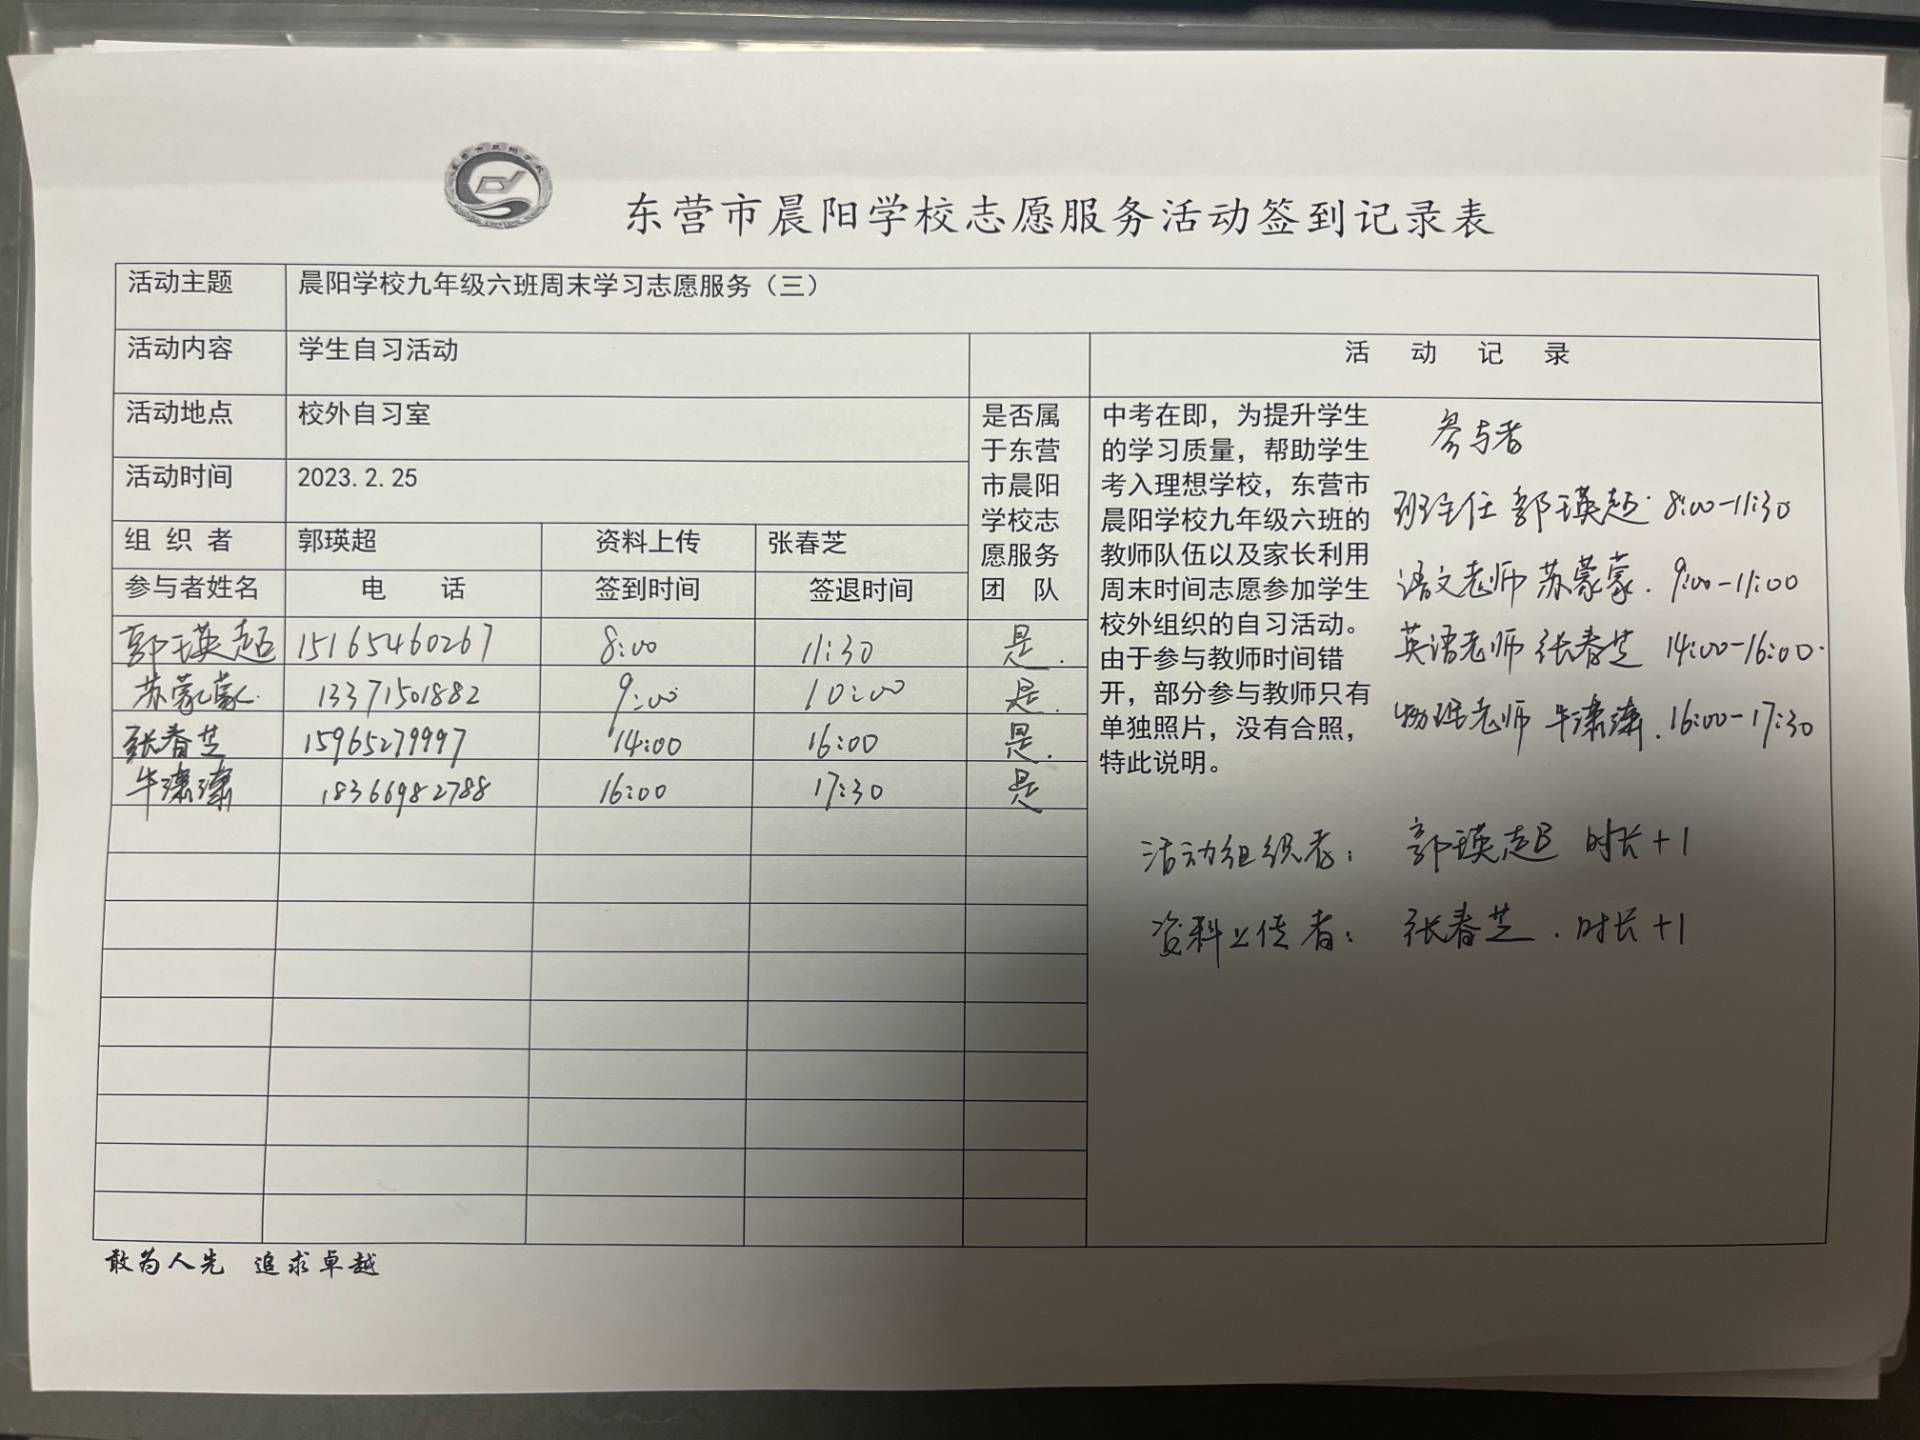 东营市晨阳学校志愿服务活动签到记录表
活动主题 晨阳学校九年级六班周末学习志愿服务（三）
活动内容 学生自习活动
活动地点 校外自习室
活动时间 2023.2.25
组织者 郭瑛超 资料上传 张春芝
参与者姓名 电话 签到时间 签退时间
是否属
于东营
市晨阳
学校志
愿服务
团队
郭瑛超 15165460267 8:00 11:30 是.
苏蒙蒙. 13371501882 9:00 10:00 是.
张春芝 15965279997 14:00 16:00 是.
牛潇潇 18366982788 16:00 17:30 是
活动记录
中考在即，为提升学生
的学习质量，帮助学生
考入理想学校，东营市
晨阳学校九年级六班的
教师队伍以及家长利用
周末时间志愿参加学生
校外组织的自习活动。
由于参与教师时间错
开，部分参与教师只有
单独照片，没有合照，
特此说明。
参与者
班主任 郭瑛超. 8:00-11:30
语文老师 苏蒙蒙. 9:00-11:00
英语老师 张春芝 14:00-16:00.
物理老师 牛潇潇. 16:00-17:30
活动组织者： 郭瑛超 时长+1
资料上传者： 张春芝. 时长+1
敢为人先 追求卓越